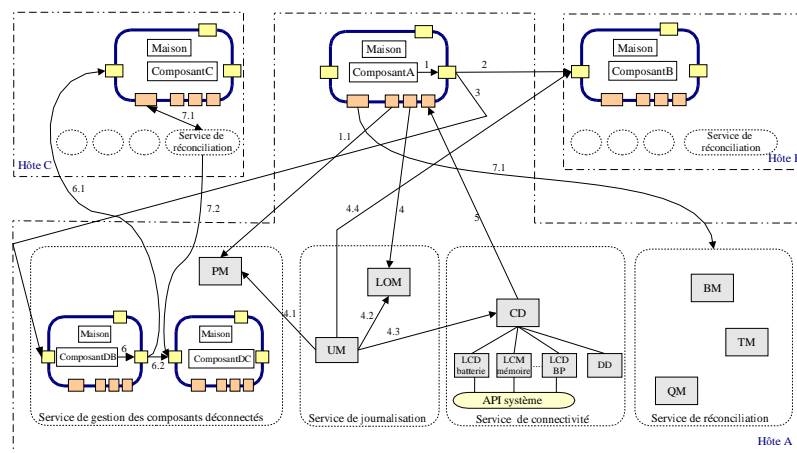 Maison
ComposantC
Maison
ComposantA
1
2
3
Maison
ComposantB
7.1
1.1
Service de
réconciliation
Service de
réconciliation
Hôte C
7.1
6.1
7.2
4.4
4
5
PM
LOM
BM
CD
4.1
4.2
4.3
UM
TM
QM
Maison
ComposantDB
6
6.2
Maison
ComposantDC
LCD
batterie
LCM
mémoire
...
LCD
BP
DD
API système
Service de gestion des composants déconnectés
Service de journalisation
Service de connectivité
Service de réconciliation
Hôte A